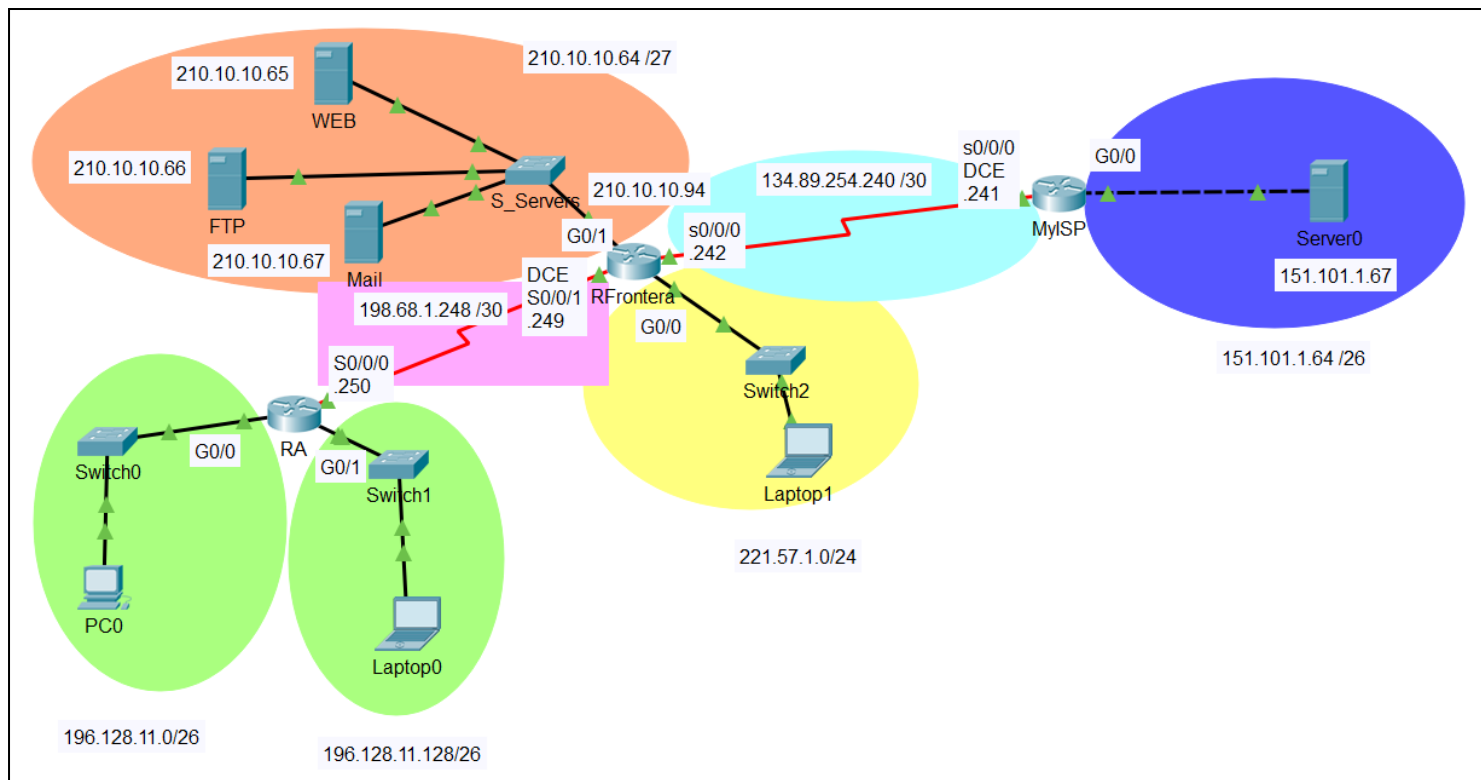 210.10.10.65
WEB
210.10.10.64 /27
210.10.10.66
FTP
S_Servers
210.10.10.94
210.10.10.67
Mail
G0/1
RFrontera
s0/0/0
.242
134.89.254.240 /30
s0/0/0
DCE
.241
MyISP
G0/0
Server0
151.101.1.67
151.101.1.64 /26
198.68.1.248 /30
DCE
S0/0/1
.249
G0/0
Switch2
Laptop1
221.57.1.0/24
S0/0/0
.250
RA
G0/0
G0/1
Switch0
Switch1
PC0
Laptop0
196.128.11.0/26
196.128.11.128/26